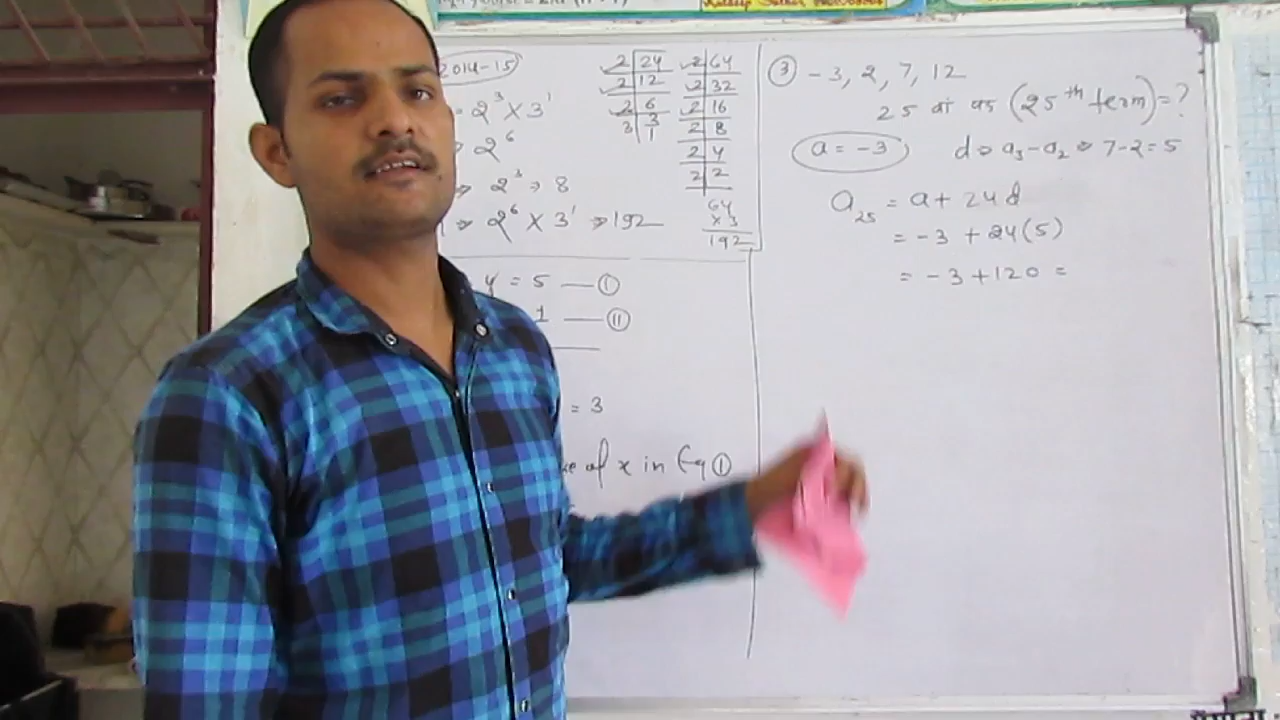 2014-15
= 2³ × 3¹
⇒ 2⁶
⇒ 2³ ⇒ 8
⇒ 2⁶ × 3¹ ⇒ 192
2 | 24
2 | 12
2 | 6
3 | 3
1
2 | 64
2 | 32
2 | 16
2 | 8
2 | 4
2 | 2
64
× 3
192
y = 5 — I
1 — II
= 3
of x in Eq I
③ -3, 2, 7, 12
25 वां पद (25th term) = ?
a = -3 d ⇒ a₃-a₂ ⇒ 7-2 = 5
a₂₅ = a + 24d
= -3 + 24(5)
= -3 + 120 =